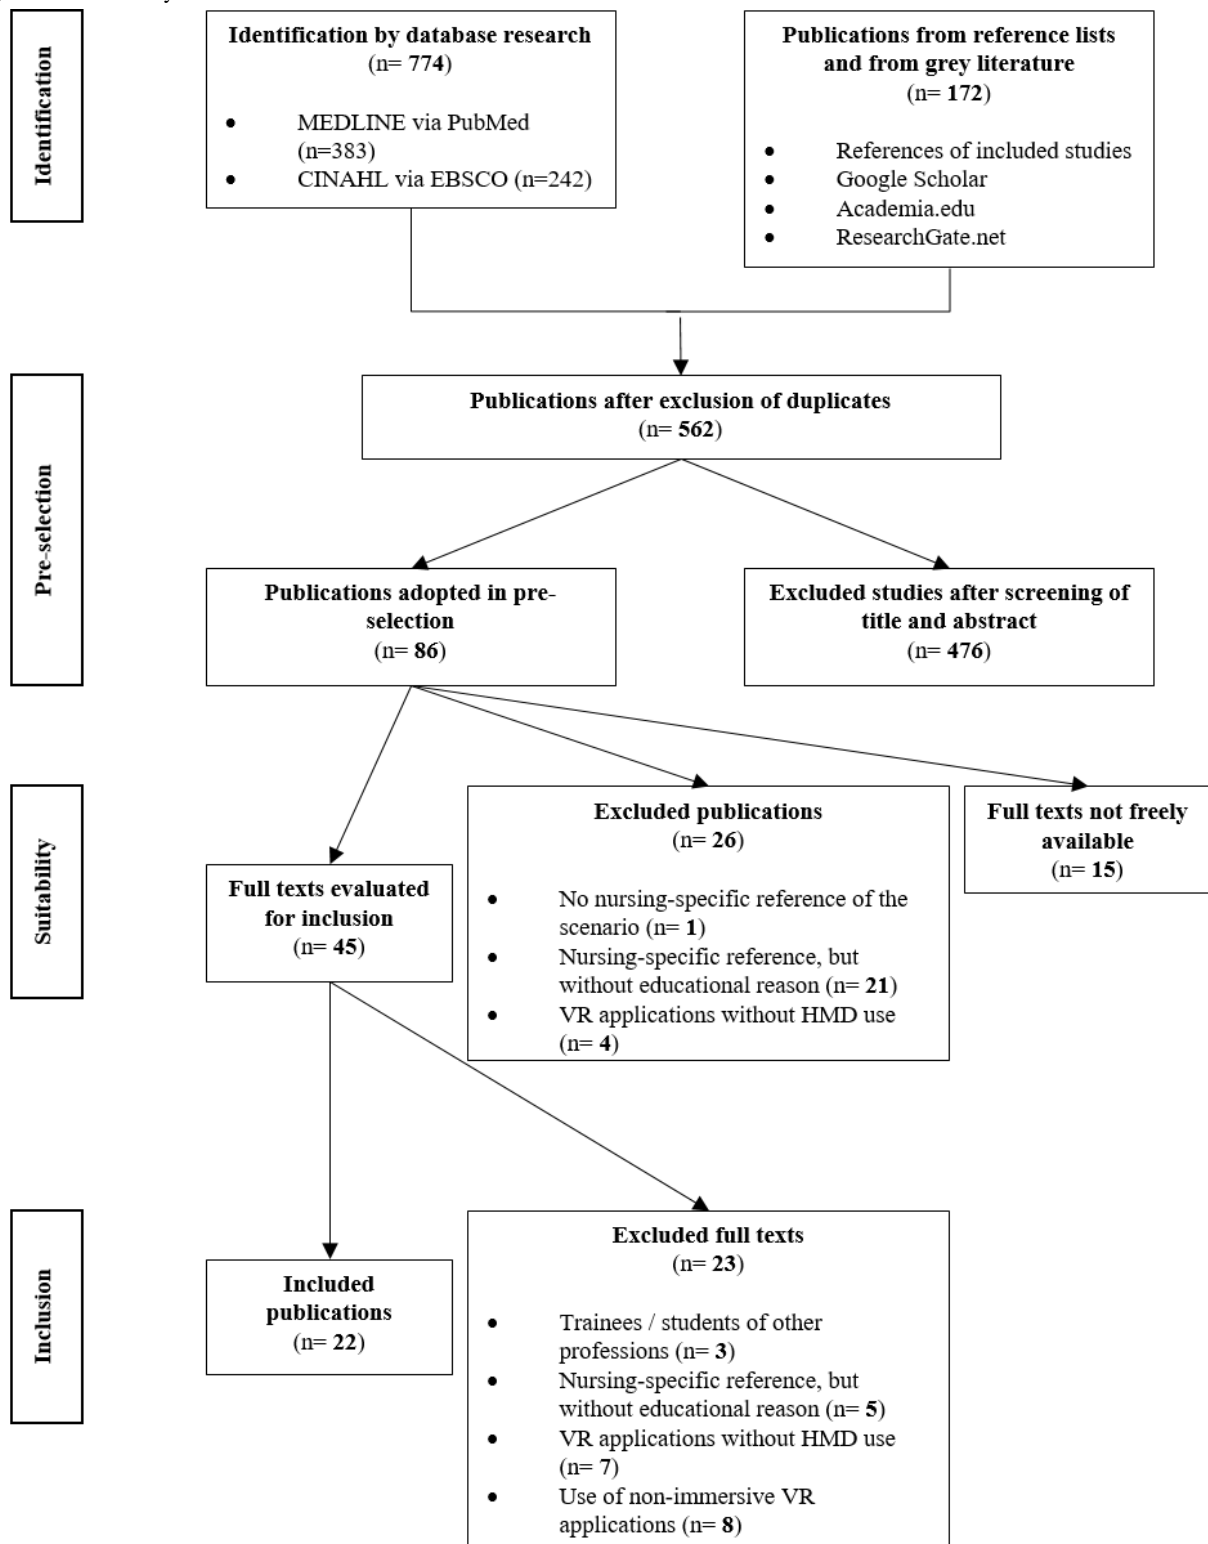 Identification
Identification by database research
(n= 774)
• MEDLINE via PubMed
(n=383)
• CINAHL via EBSCO (n=242)
Publications from reference lists
and from grey literature
(n= 172)
• References of included studies
• Google Scholar
• Academia.edu
• ResearchGate.net
Pre-selection
Publications after exclusion of duplicates
(n= 562)
Publications adopted in pre-
selection
(n= 86)
Excluded studies after screening of
title and abstract
(n= 476)
Suitability
Full texts evaluated
for inclusion
(n= 45)
Excluded publications
(n= 26)
• No nursing-specific reference of the
scenario (n= 1)
• Nursing-specific reference, but
without educational reason (n= 21)
• VR applications without HMD use
(n= 4)
Full texts not freely
available
(n= 15)
Inclusion
Included
publications
(n= 22)
Excluded full texts
(n= 23)
• Trainees / students of other
professions (n= 3)
• Nursing-specific reference, but
without educational reason (n= 5)
• VR applications without HMD use
(n= 7)
• Use of non-immersive VR
applications (n= 8)